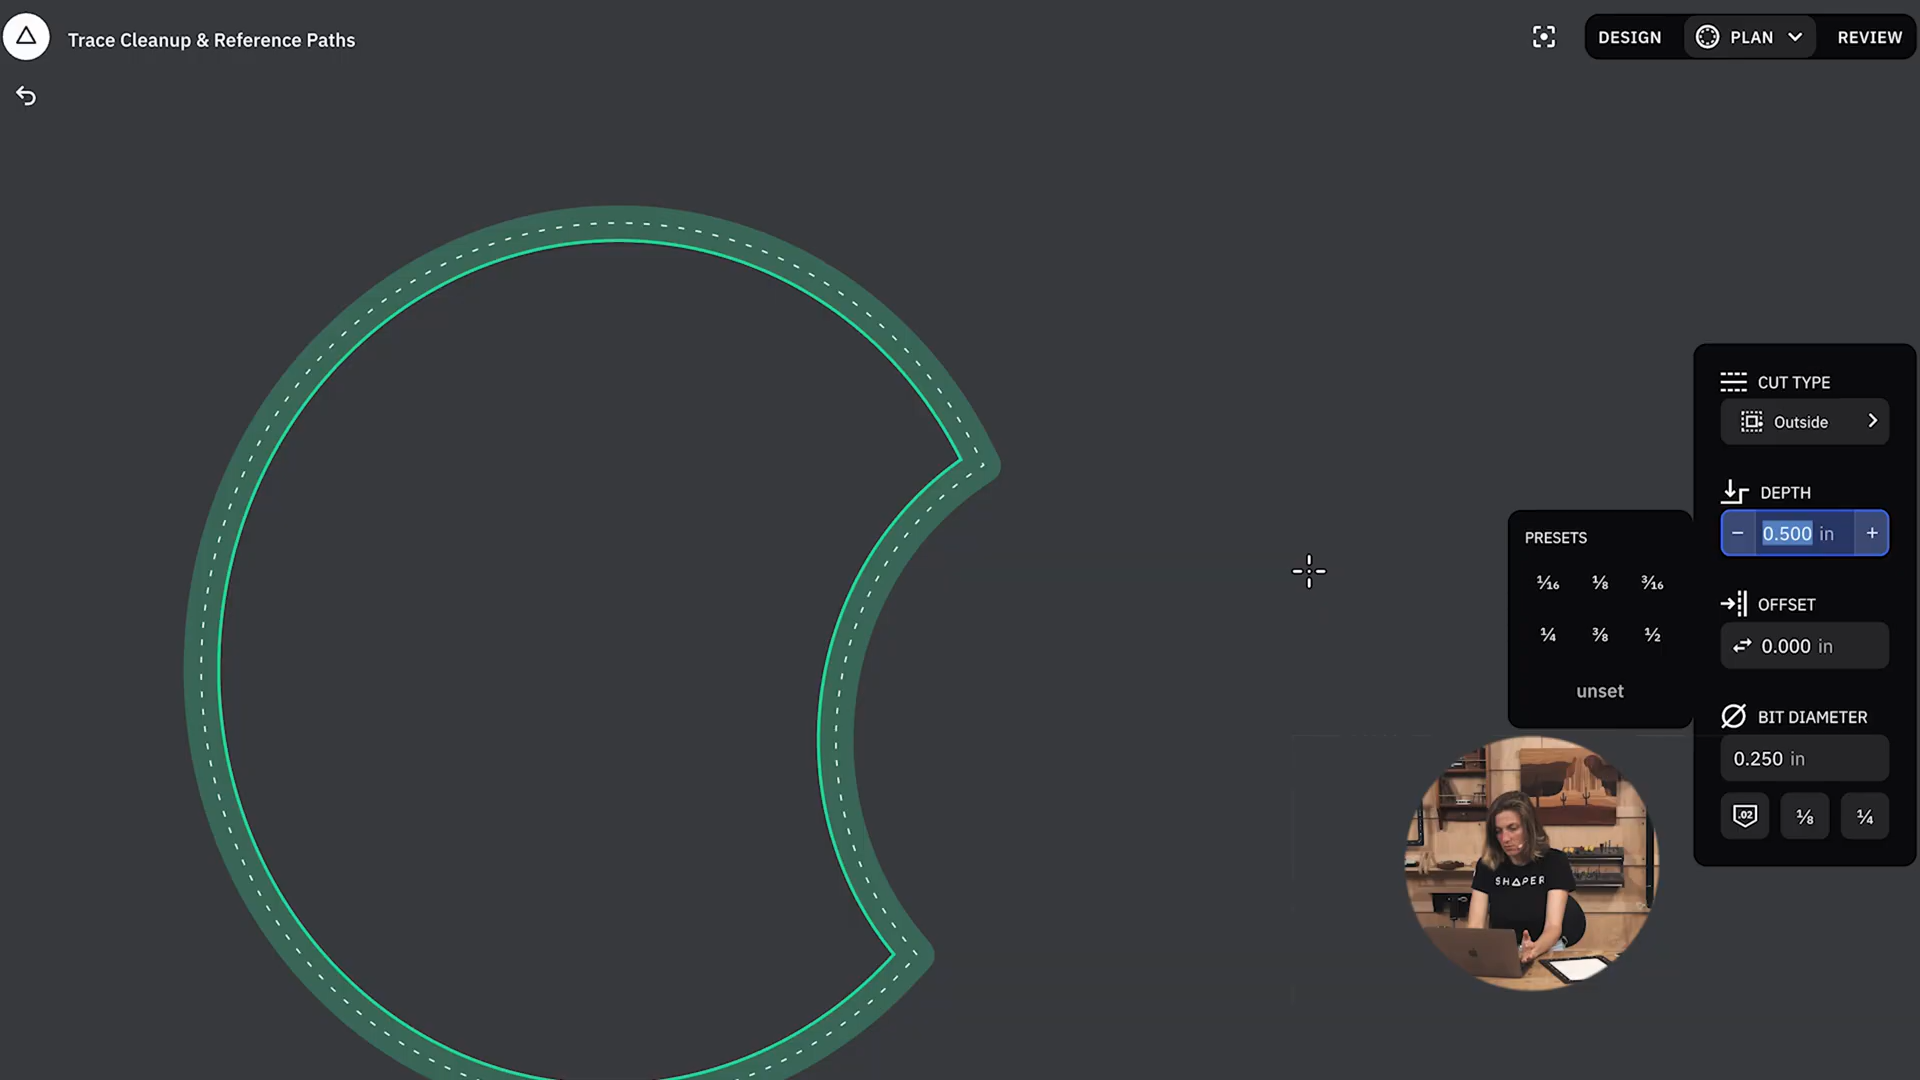 Trace Cleanup & Reference Paths
DESIGN
PLAN
REVIEW
CUT TYPE
Outside
DEPTH
0.500 in
PRESETS
1/16 1/8 3/16
1/4 3/8 1/2
unset
OFFSET
0.000 in
BIT DIAMETER
0.250 in
.02 1/8 1/4
SHAPER